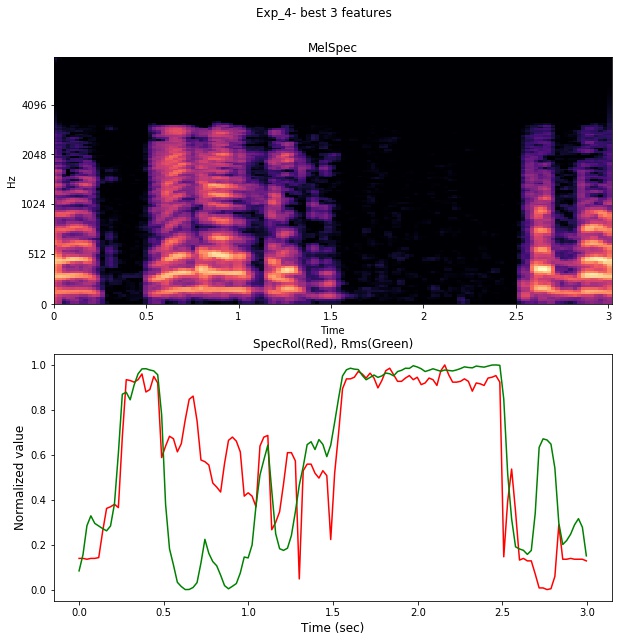 Exp_4- best 3 features
MelSpec
4096
2048
1024
512
0
Hz
0 0.5 1 1.5 2 2.5 3
Time
SpecRol(Red), Rms(Green)
1.0
0.8
0.6
0.4
0.2
0.0
Normalized value
0.0 0.5 1.0 1.5 2.0 2.5 3.0
Time (sec)